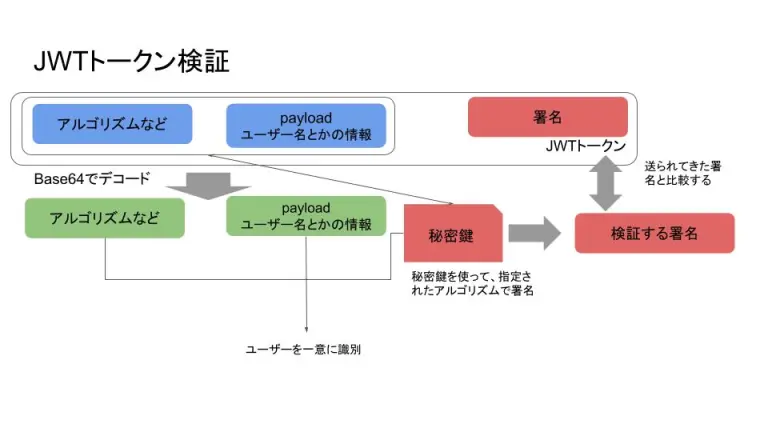 JWTトークン検証
アルゴリズムなど
payload
ユーザー名とかの情報
署名
JWTトークン
Base64でデコード
送られてきた署
名と比較する
アルゴリズムなど
payload
ユーザー名とかの情報
秘密鍵
検証する署名
秘密鍵を使って、指定さ
れたアルゴリズムで署名
ユーザーを一意に識別